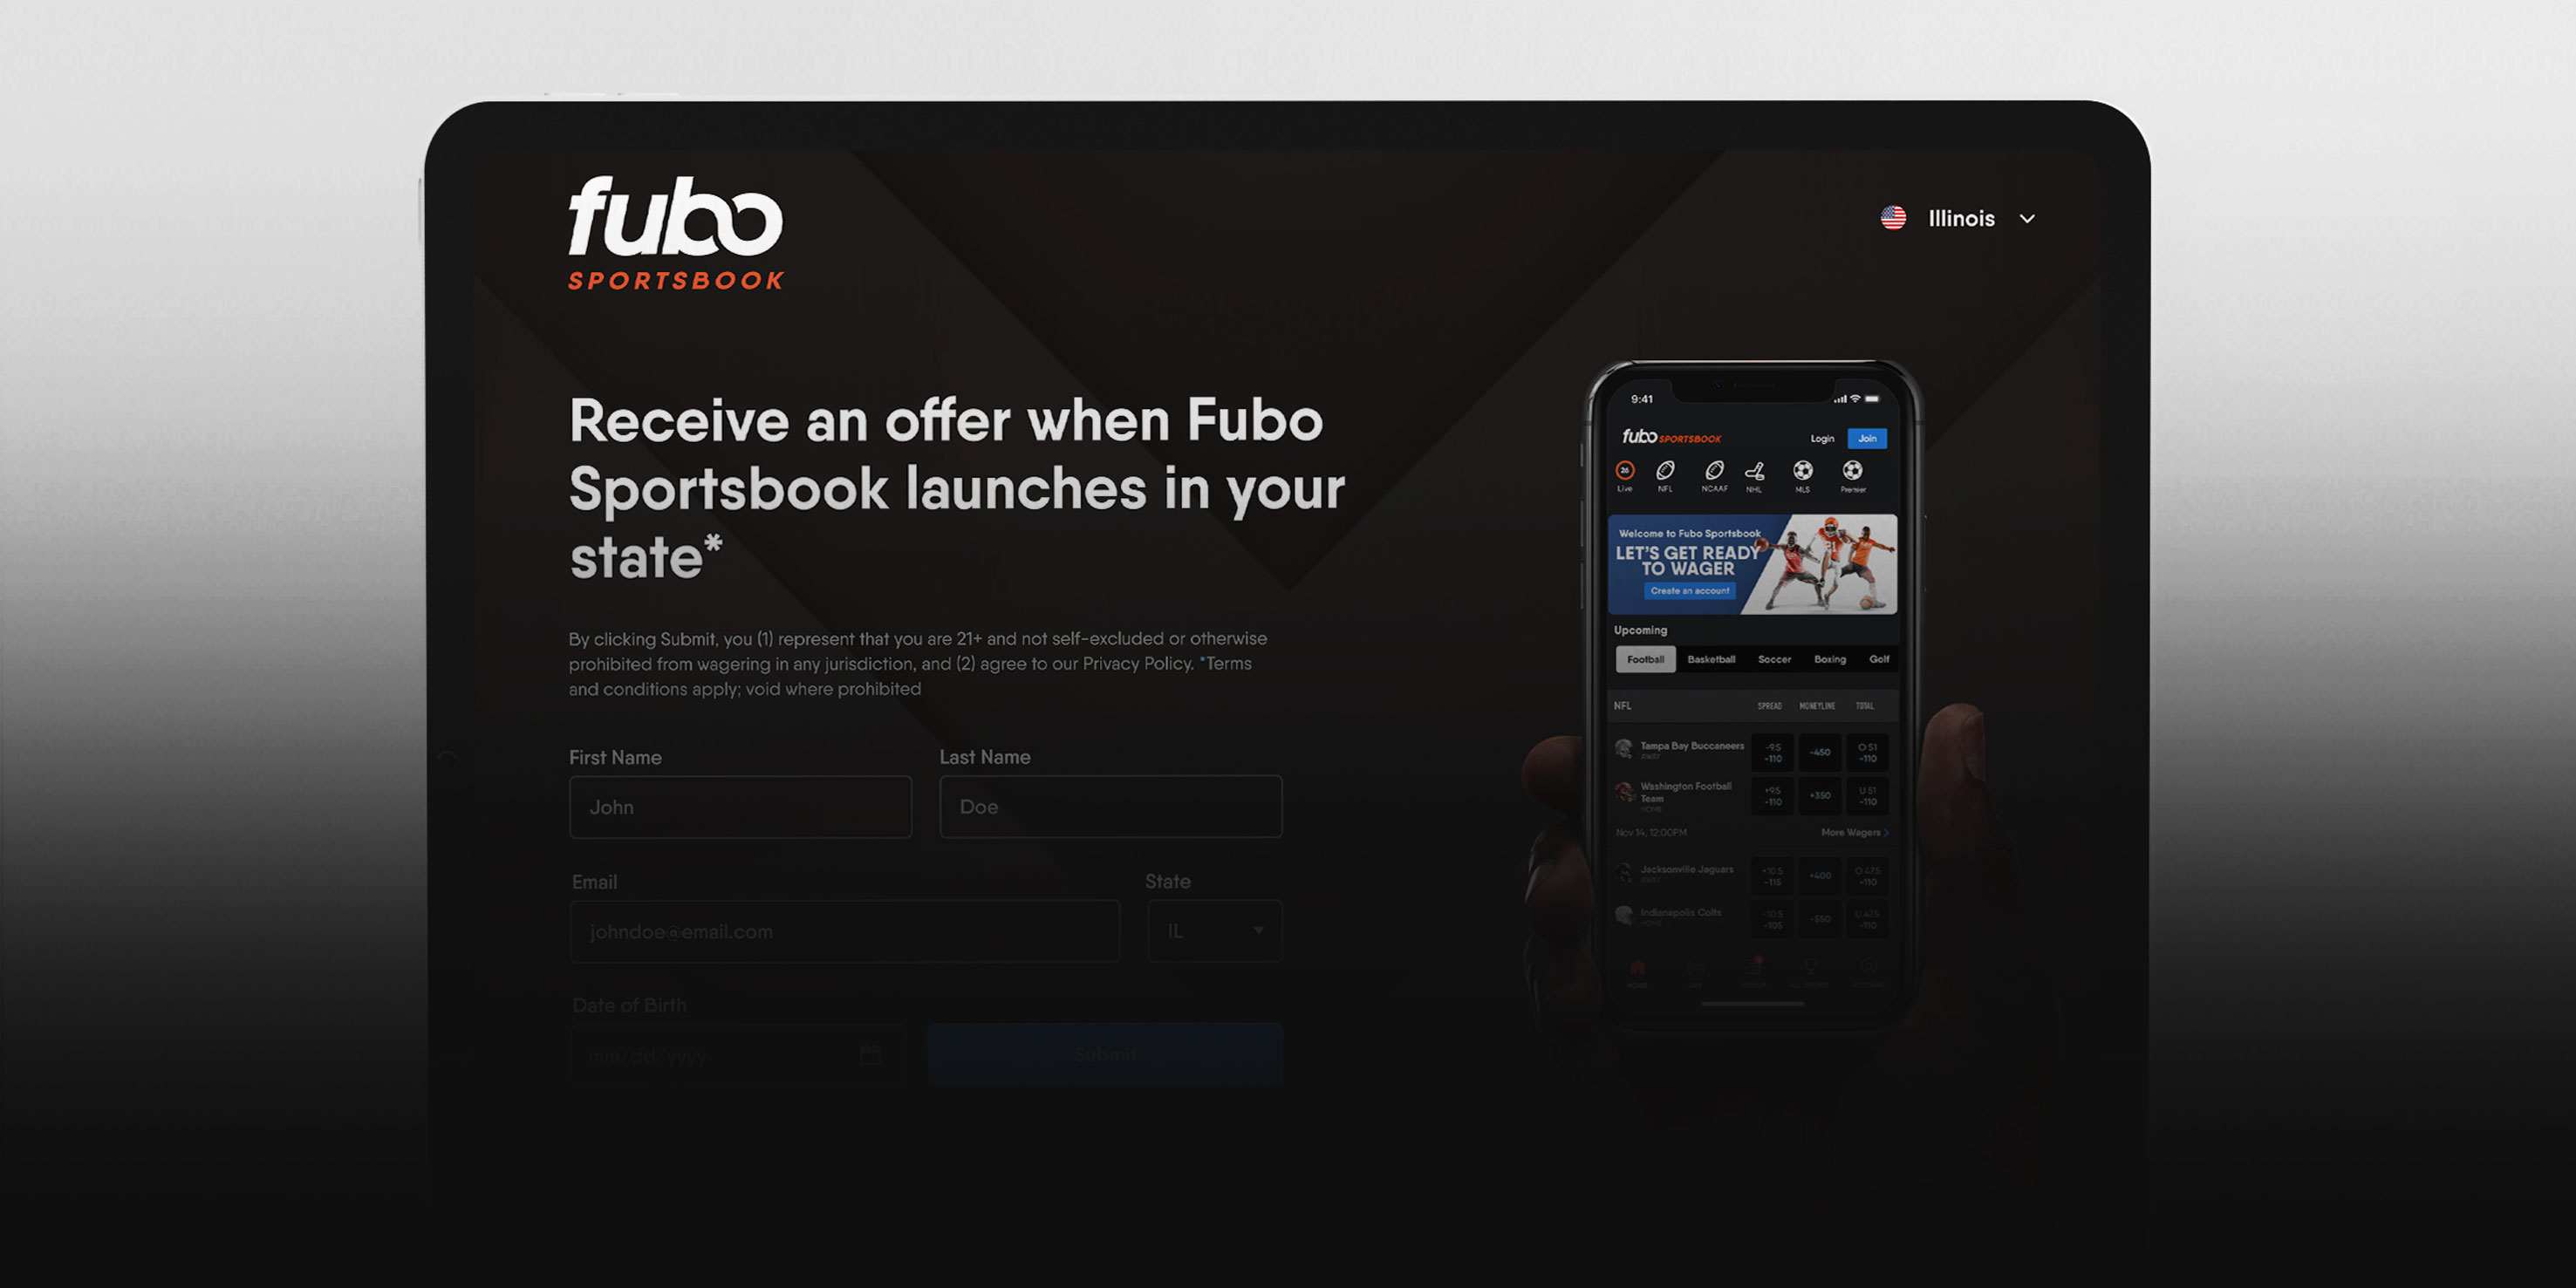 fubo
SPORTSBOOK
Illinois
Receive an offer when Fubo
Sportsbook launches in your
state*
By clicking Submit, you (1) represent that you are 21+ and not self-excluded or otherwise
prohibited from wagering in any jurisdiction, and (2) agree to our Privacy Policy. *Terms
and conditions apply; void where prohibited
First Name
Last Name
John
Doe
Email
State
johndoe@email.com
IL
Date of Birth
mm/dd/yyyy
Submit
9:41
fubo SPORTSBOOK
Login
Join
26
Live
NFL
NCAAF
NHL
MLS
Premier
Welcome to Fubo Sportsbook
LET'S GET READY
TO WAGER
Create an account
21
Upcoming
Football
Basketball
Soccer
Boxing
Golf
NFL
SPREAD
MONEYLINE
TOTAL
Tampa Bay Buccaneers
AWAY
-9.5
-110
-450
O 51
-110
Washington Football
Team
HOME
+9.5
-110
+350
U 51
-110
Nov 14, 12:00PM
More Wagers
Jacksonville Jaguars
AWAY
+10.5
-115
+400
O 47.5
-110
Indianapolis Colts
HOME
-10.5
-105
-550
U 47.5
-110
HOME